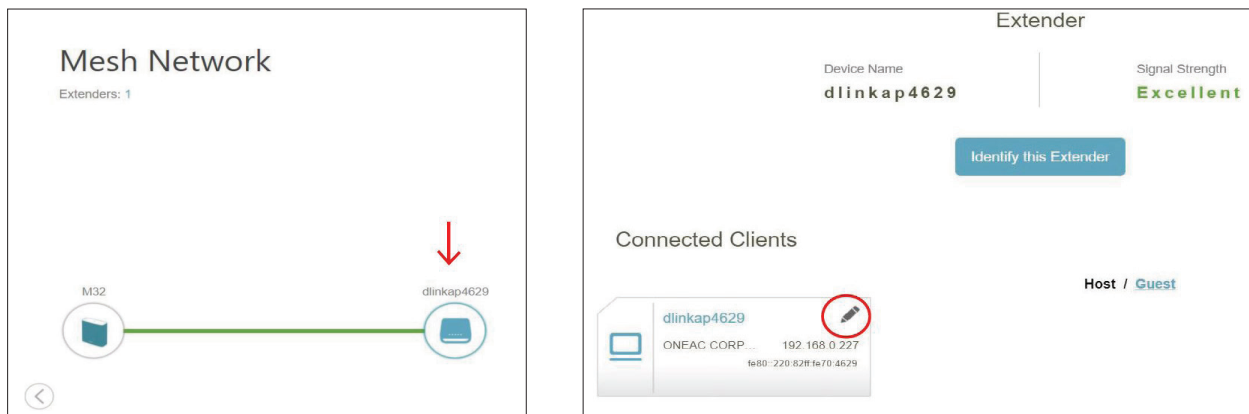 Mesh Network
Extenders: 1
M32
dlinkap4629
Extender
Device Name
Signal Strength
dlinkap4629
Excellent
Identify this Extender
Connected Clients
Host / Guest
dlinkap4629
ONEAC CORP... 192.168.0.227
fe80::220:82ff:fe70:4629